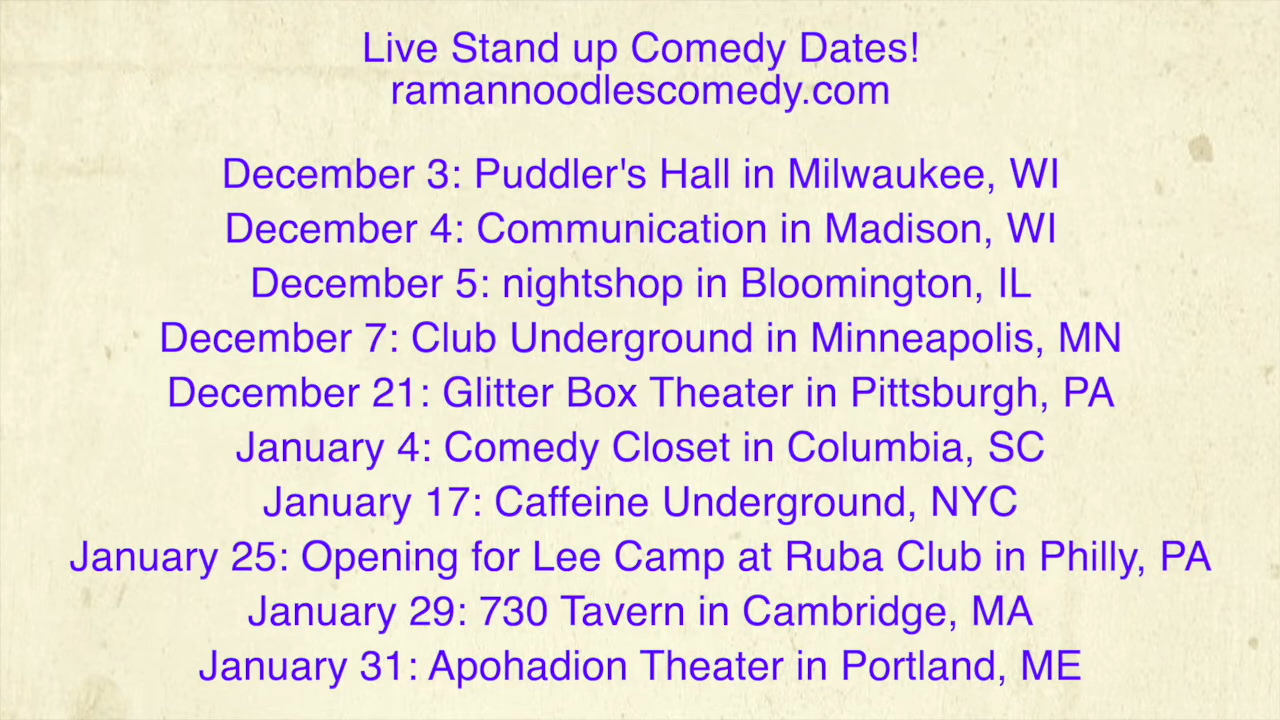 Live Stand up Comedy Dates!
ramannoodlescomedy.com
December 3: Puddler's Hall in Milwaukee, WI
December 4: Communication in Madison, WI
December 5: nightshop in Bloomington, IL
December 7: Club Underground in Minneapolis, MN
December 21: Glitter Box Theater in Pittsburgh, PA
January 4: Comedy Closet in Columbia, SC
January 17: Caffeine Underground, NYC
January 25: Opening for Lee Camp at Ruba Club in Philly, PA
January 29: 730 Tavern in Cambridge, MA
January 31: Apohadion Theater in Portland, ME